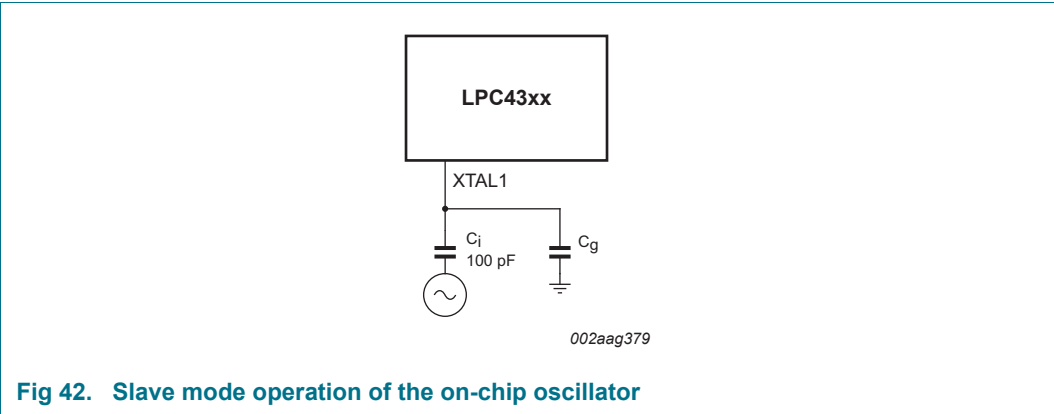 LPC43xx
XTAL1
Ci
100 pF
Cg
002aag379
Fig 42. Slave mode operation of the on-chip oscillator